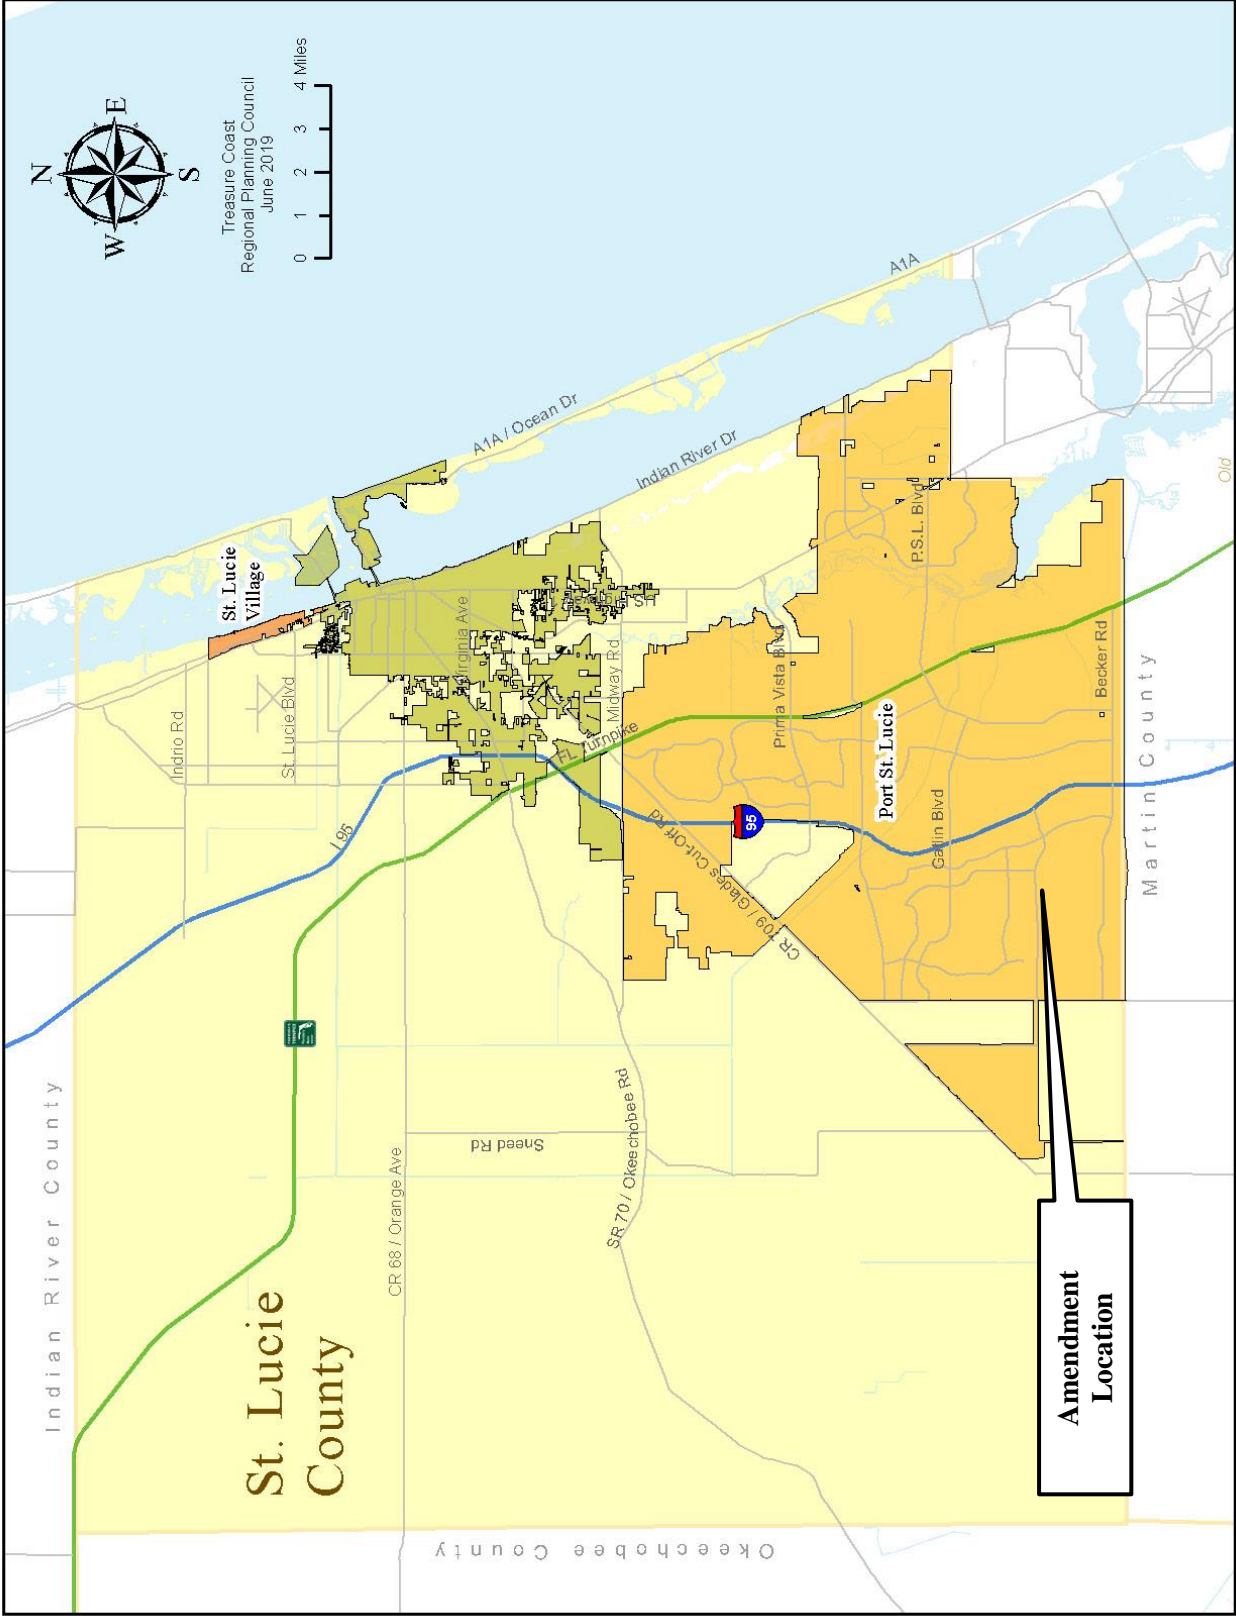 N
W
E
S
Treasure Coast
Regional Planning Council
June 2019
0 1 2 3 4 Miles
Indian River County
St. Lucie
County
Okeechobee County
Martin County
St. Lucie
Village
Port St. Lucie
Indrio Rd
St. Lucie Blvd
I 95
CR 68 / Orange Ave
Sneed Rd
SR 70 / Okeechobee Rd
Virginia Ave
US Highway 1
Midway Rd
FL Turnpike
A1A / Ocean Dr
Indian River Dr
A1A
Prima Vista Blvd
P.S.L. Blvd
CR 709 / Glades Cut-Off Rd
95
Gatlin Blvd
Becker Rd
Old
Amendment
Location